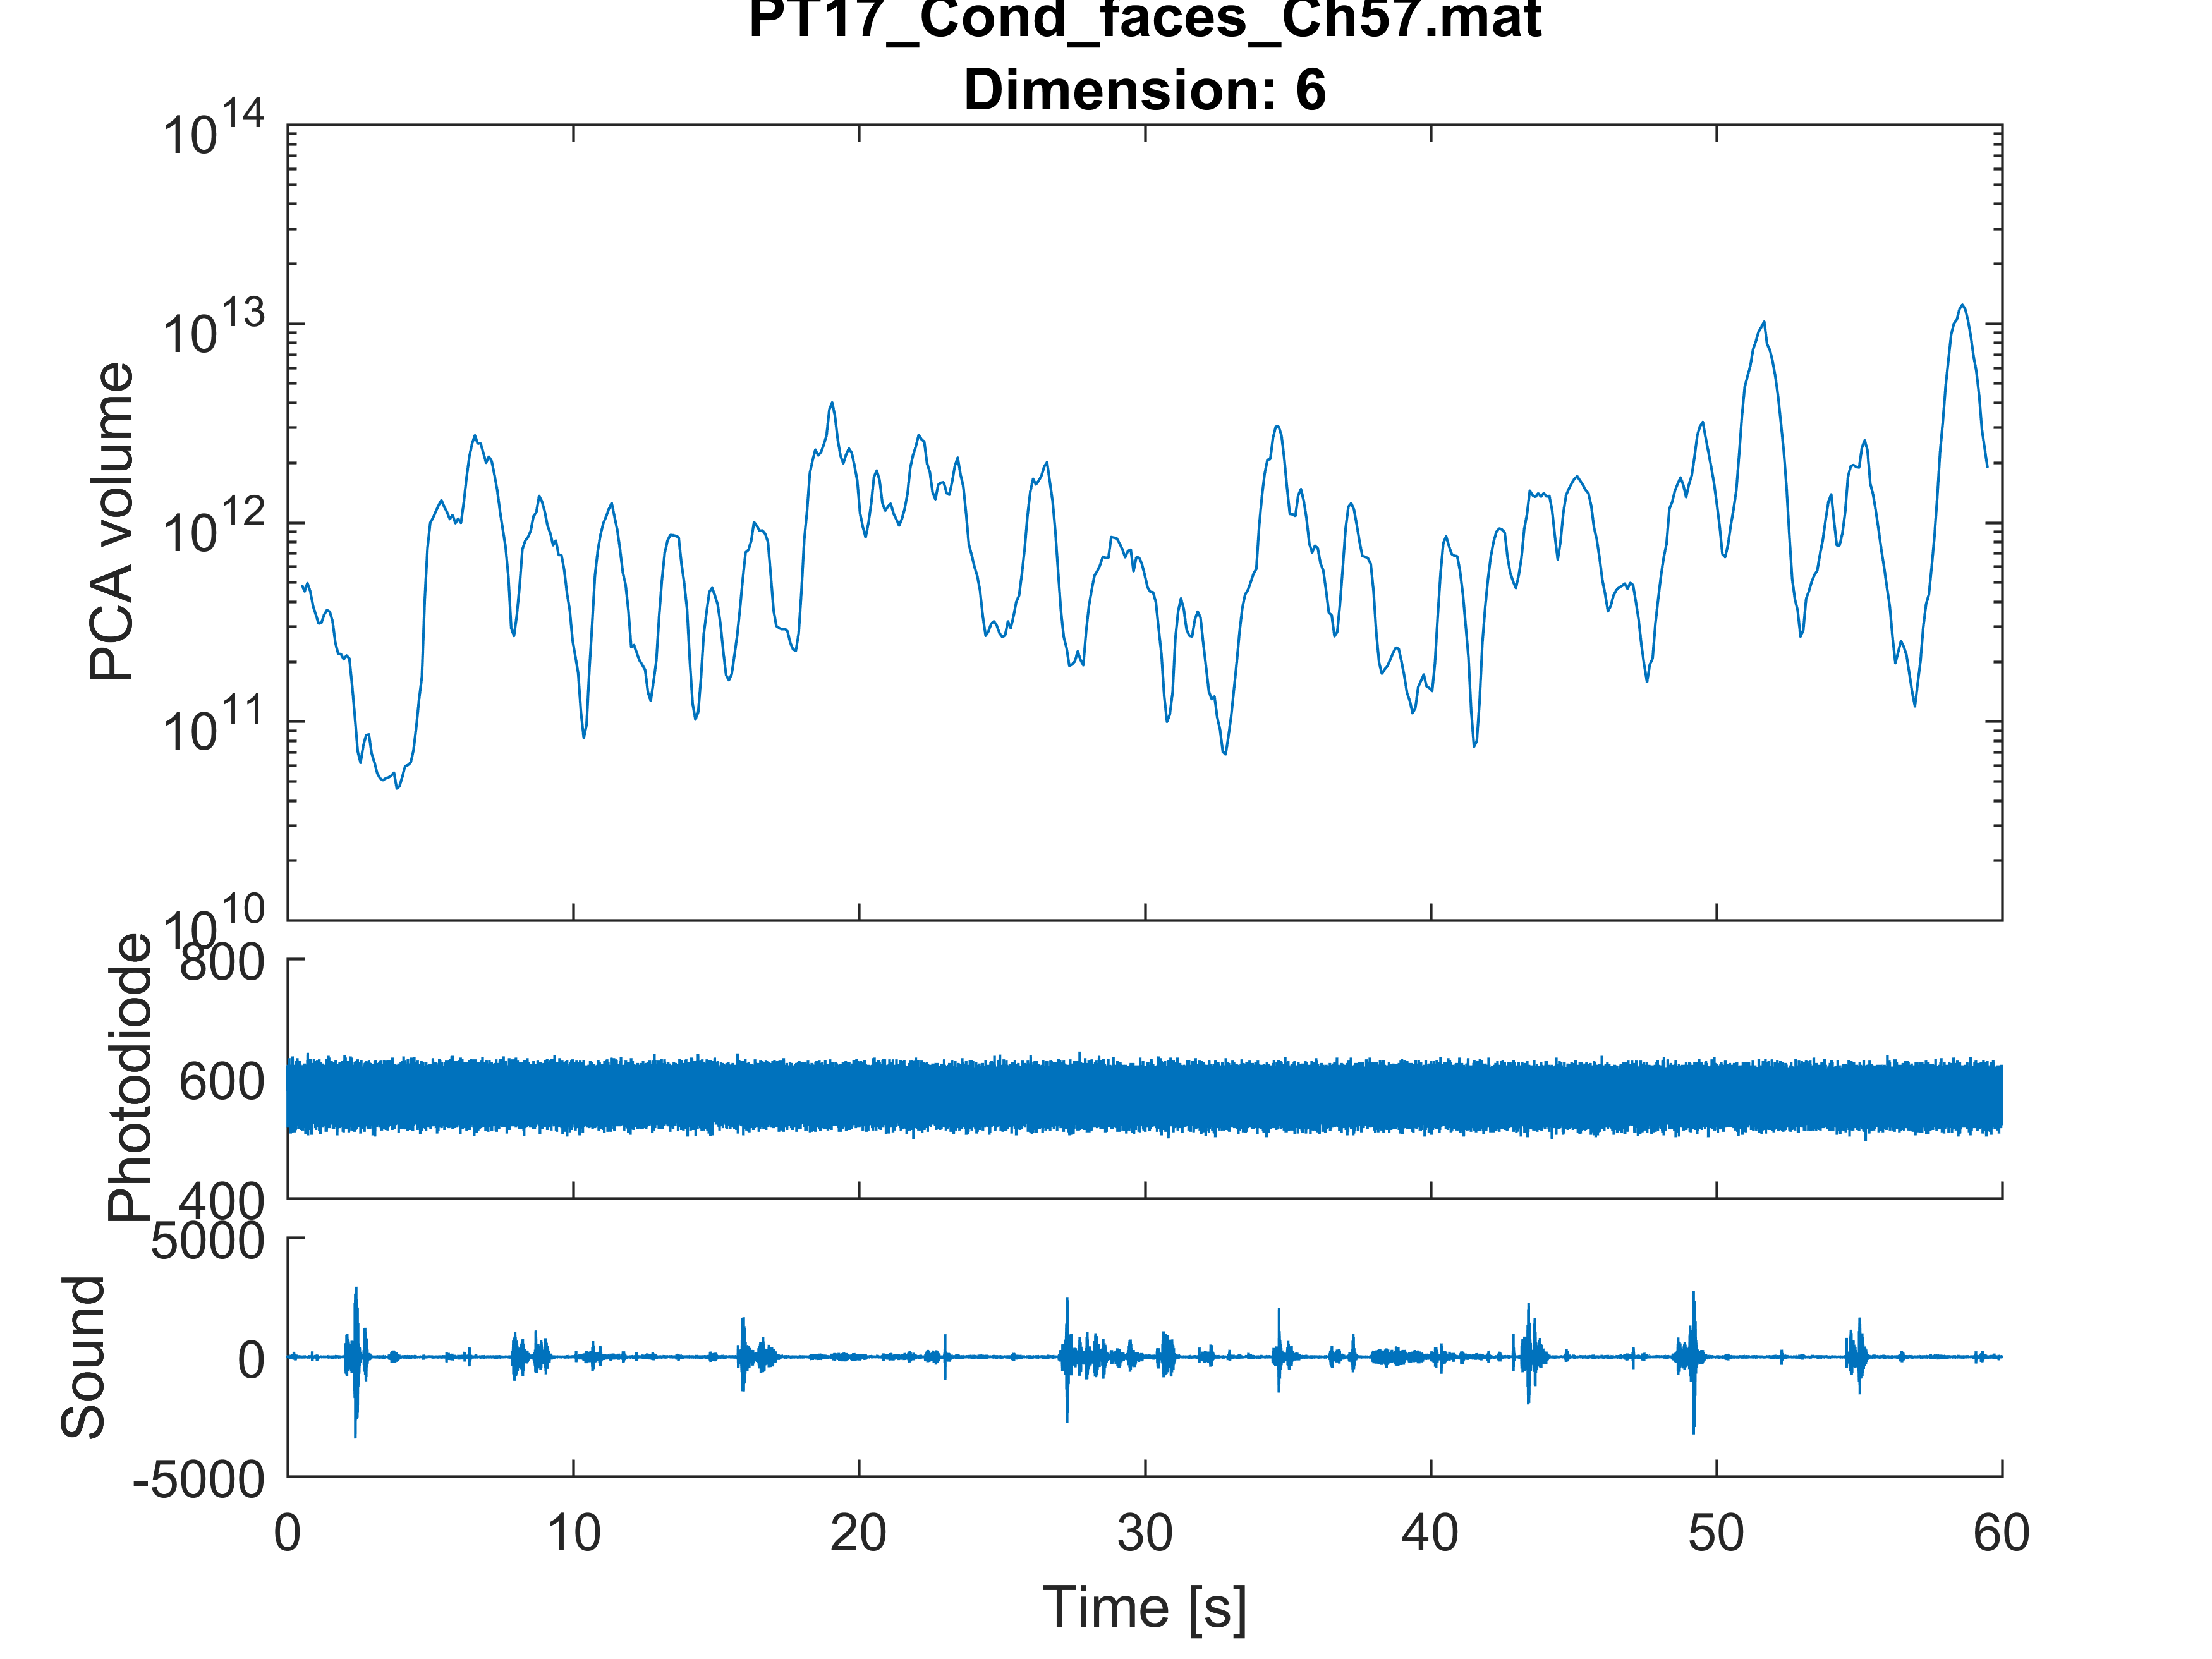 PT17_Cond_faces_Ch57.mat
Dimension: 6
10^14
10^13
10^12
10^11
10^10
PCA volume
800
600
400
Photodiode
5000
0
-5000
Sound
0 10 20 30 40 50 60
Time [s]